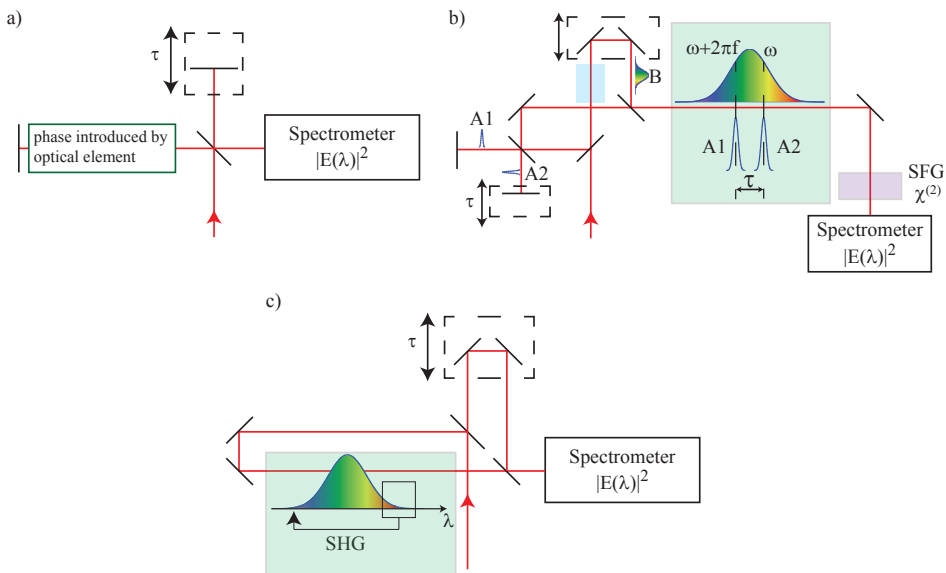 a)
τ
phase introduced by
optical element
Spectrometer
|E(λ)|²
b)
B
A1
A2
τ
ω+2πf
ω
A1
A2
τ
SFG
χ⁽²⁾
Spectrometer
|E(λ)|²
c)
τ
λ
SHG
Spectrometer
|E(λ)|²